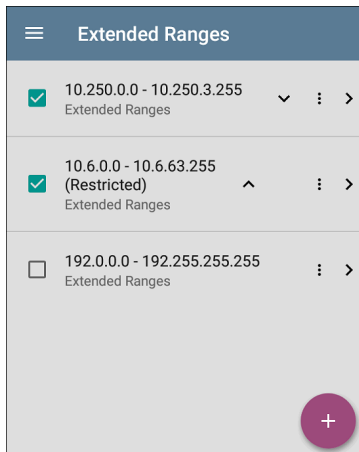 Extended Ranges
10.250.0.0 - 10.250.3.255
Extended Ranges
10.6.0.0 - 10.6.63.255
(Restricted)
Extended Ranges
192.0.0.0 - 192.255.255.255
Extended Ranges